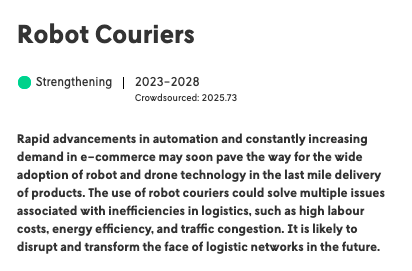 Robot Couriers
Strengthening | 2023–2028
Crowdsourced: 2025.73
Rapid advancements in automation and constantly increasing
demand in e–commerce may soon pave the way for the wide
adoption of robot and drone technology in the last mile delivery
of products. The use of robot couriers could solve multiple issues
associated with inefficiencies in logistics, such as high labour
costs, energy efficiency, and traffic congestion. It is likely to
disrupt and transform the face of logistic networks in the future.